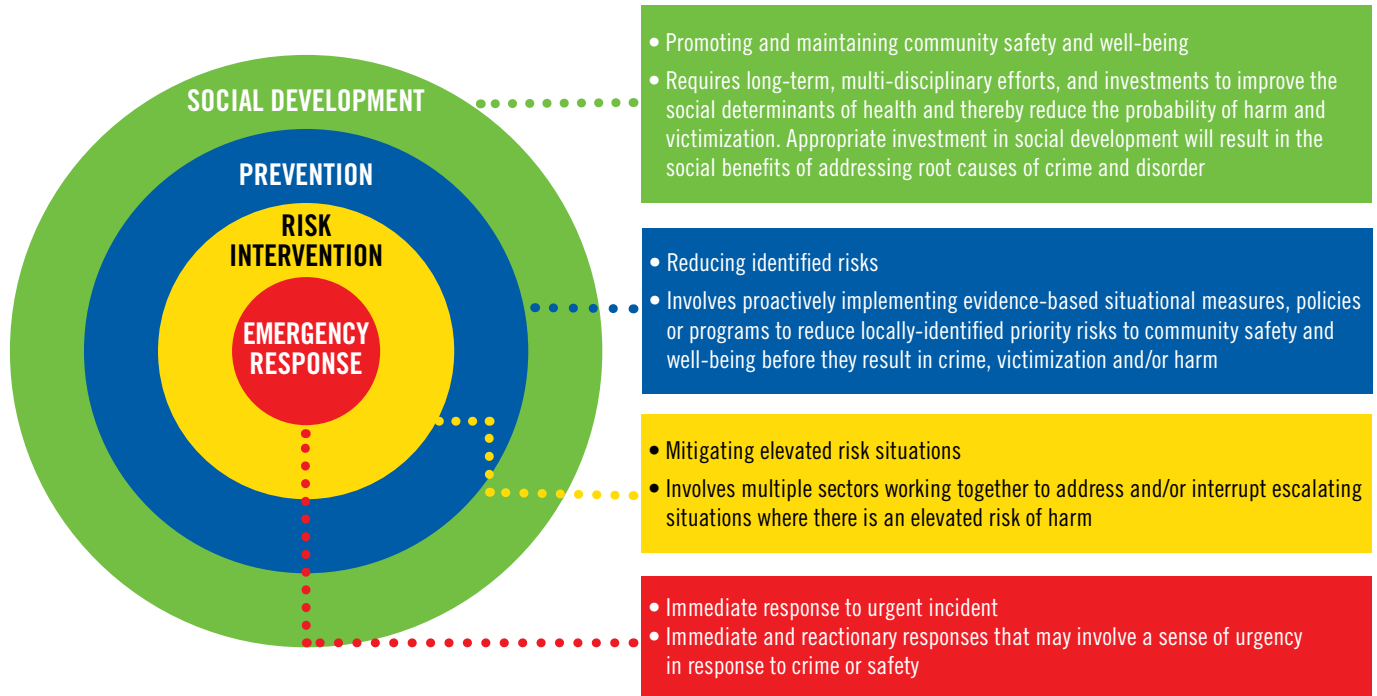 SOCIAL DEVELOPMENT
PREVENTION
RISK
INTERVENTION
EMERGENCY
RESPONSE
• Promoting and maintaining community safety and well-being
• Requires long-term, multi-disciplinary efforts, and investments to improve the
social determinants of health and thereby reduce the probability of harm and
victimization. Appropriate investment in social development will result in the
social benefits of addressing root causes of crime and disorder
• Reducing identified risks
• Involves proactively implementing evidence-based situational measures, policies
or programs to reduce locally-identified priority risks to community safety and
well-being before they result in crime, victimization and/or harm
• Mitigating elevated risk situations
• Involves multiple sectors working together to address and/or interrupt escalating
situations where there is an elevated risk of harm
• Immediate response to urgent incident
• Immediate and reactionary responses that may involve a sense of urgency
in response to crime or safety